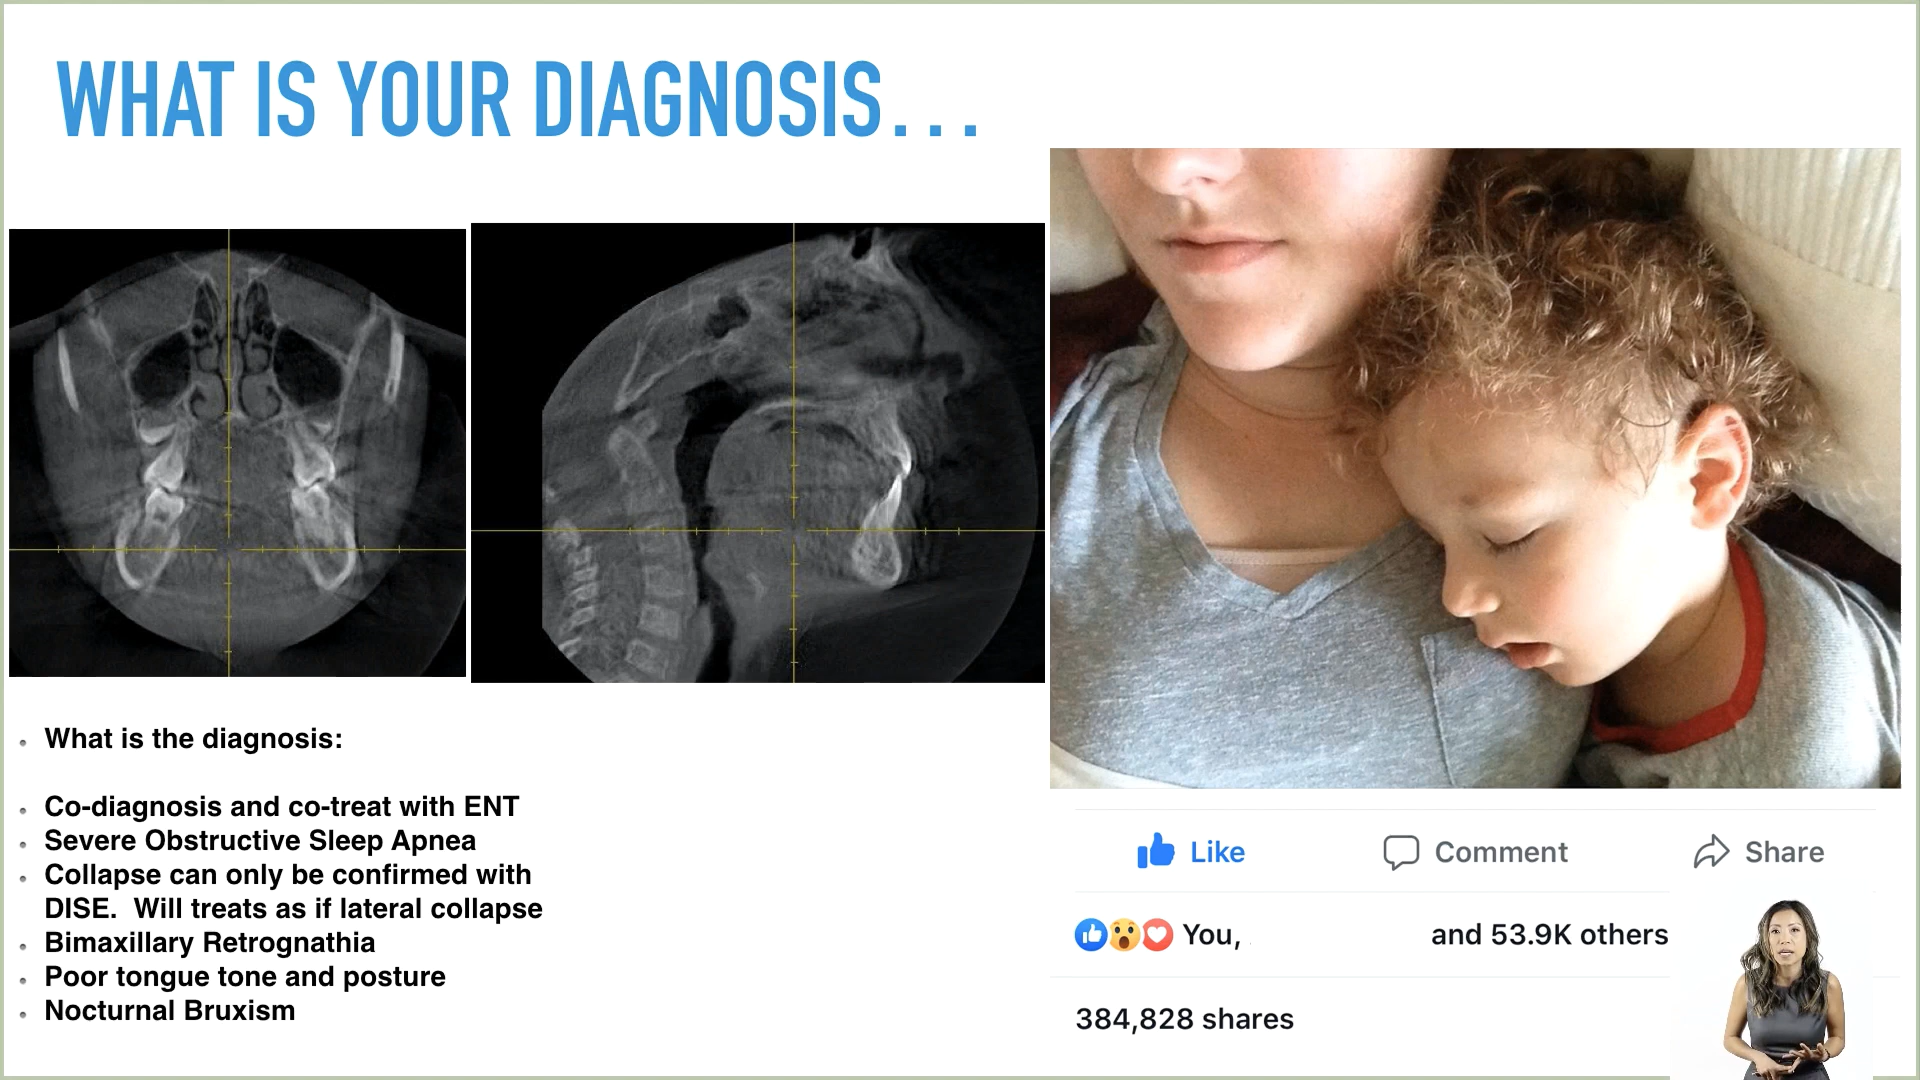 WHAT IS YOUR DIAGNOSIS...
What is the diagnosis:
Co-diagnosis and co-treat with ENT
Severe Obstructive Sleep Apnea
Collapse can only be confirmed with
DISE. Will treats as if lateral collapse
Bimaxillary Retrognathia
Poor tongue tone and posture
Nocturnal Bruxism
Like Comment Share
You, and 53.9K others
384,828 shares